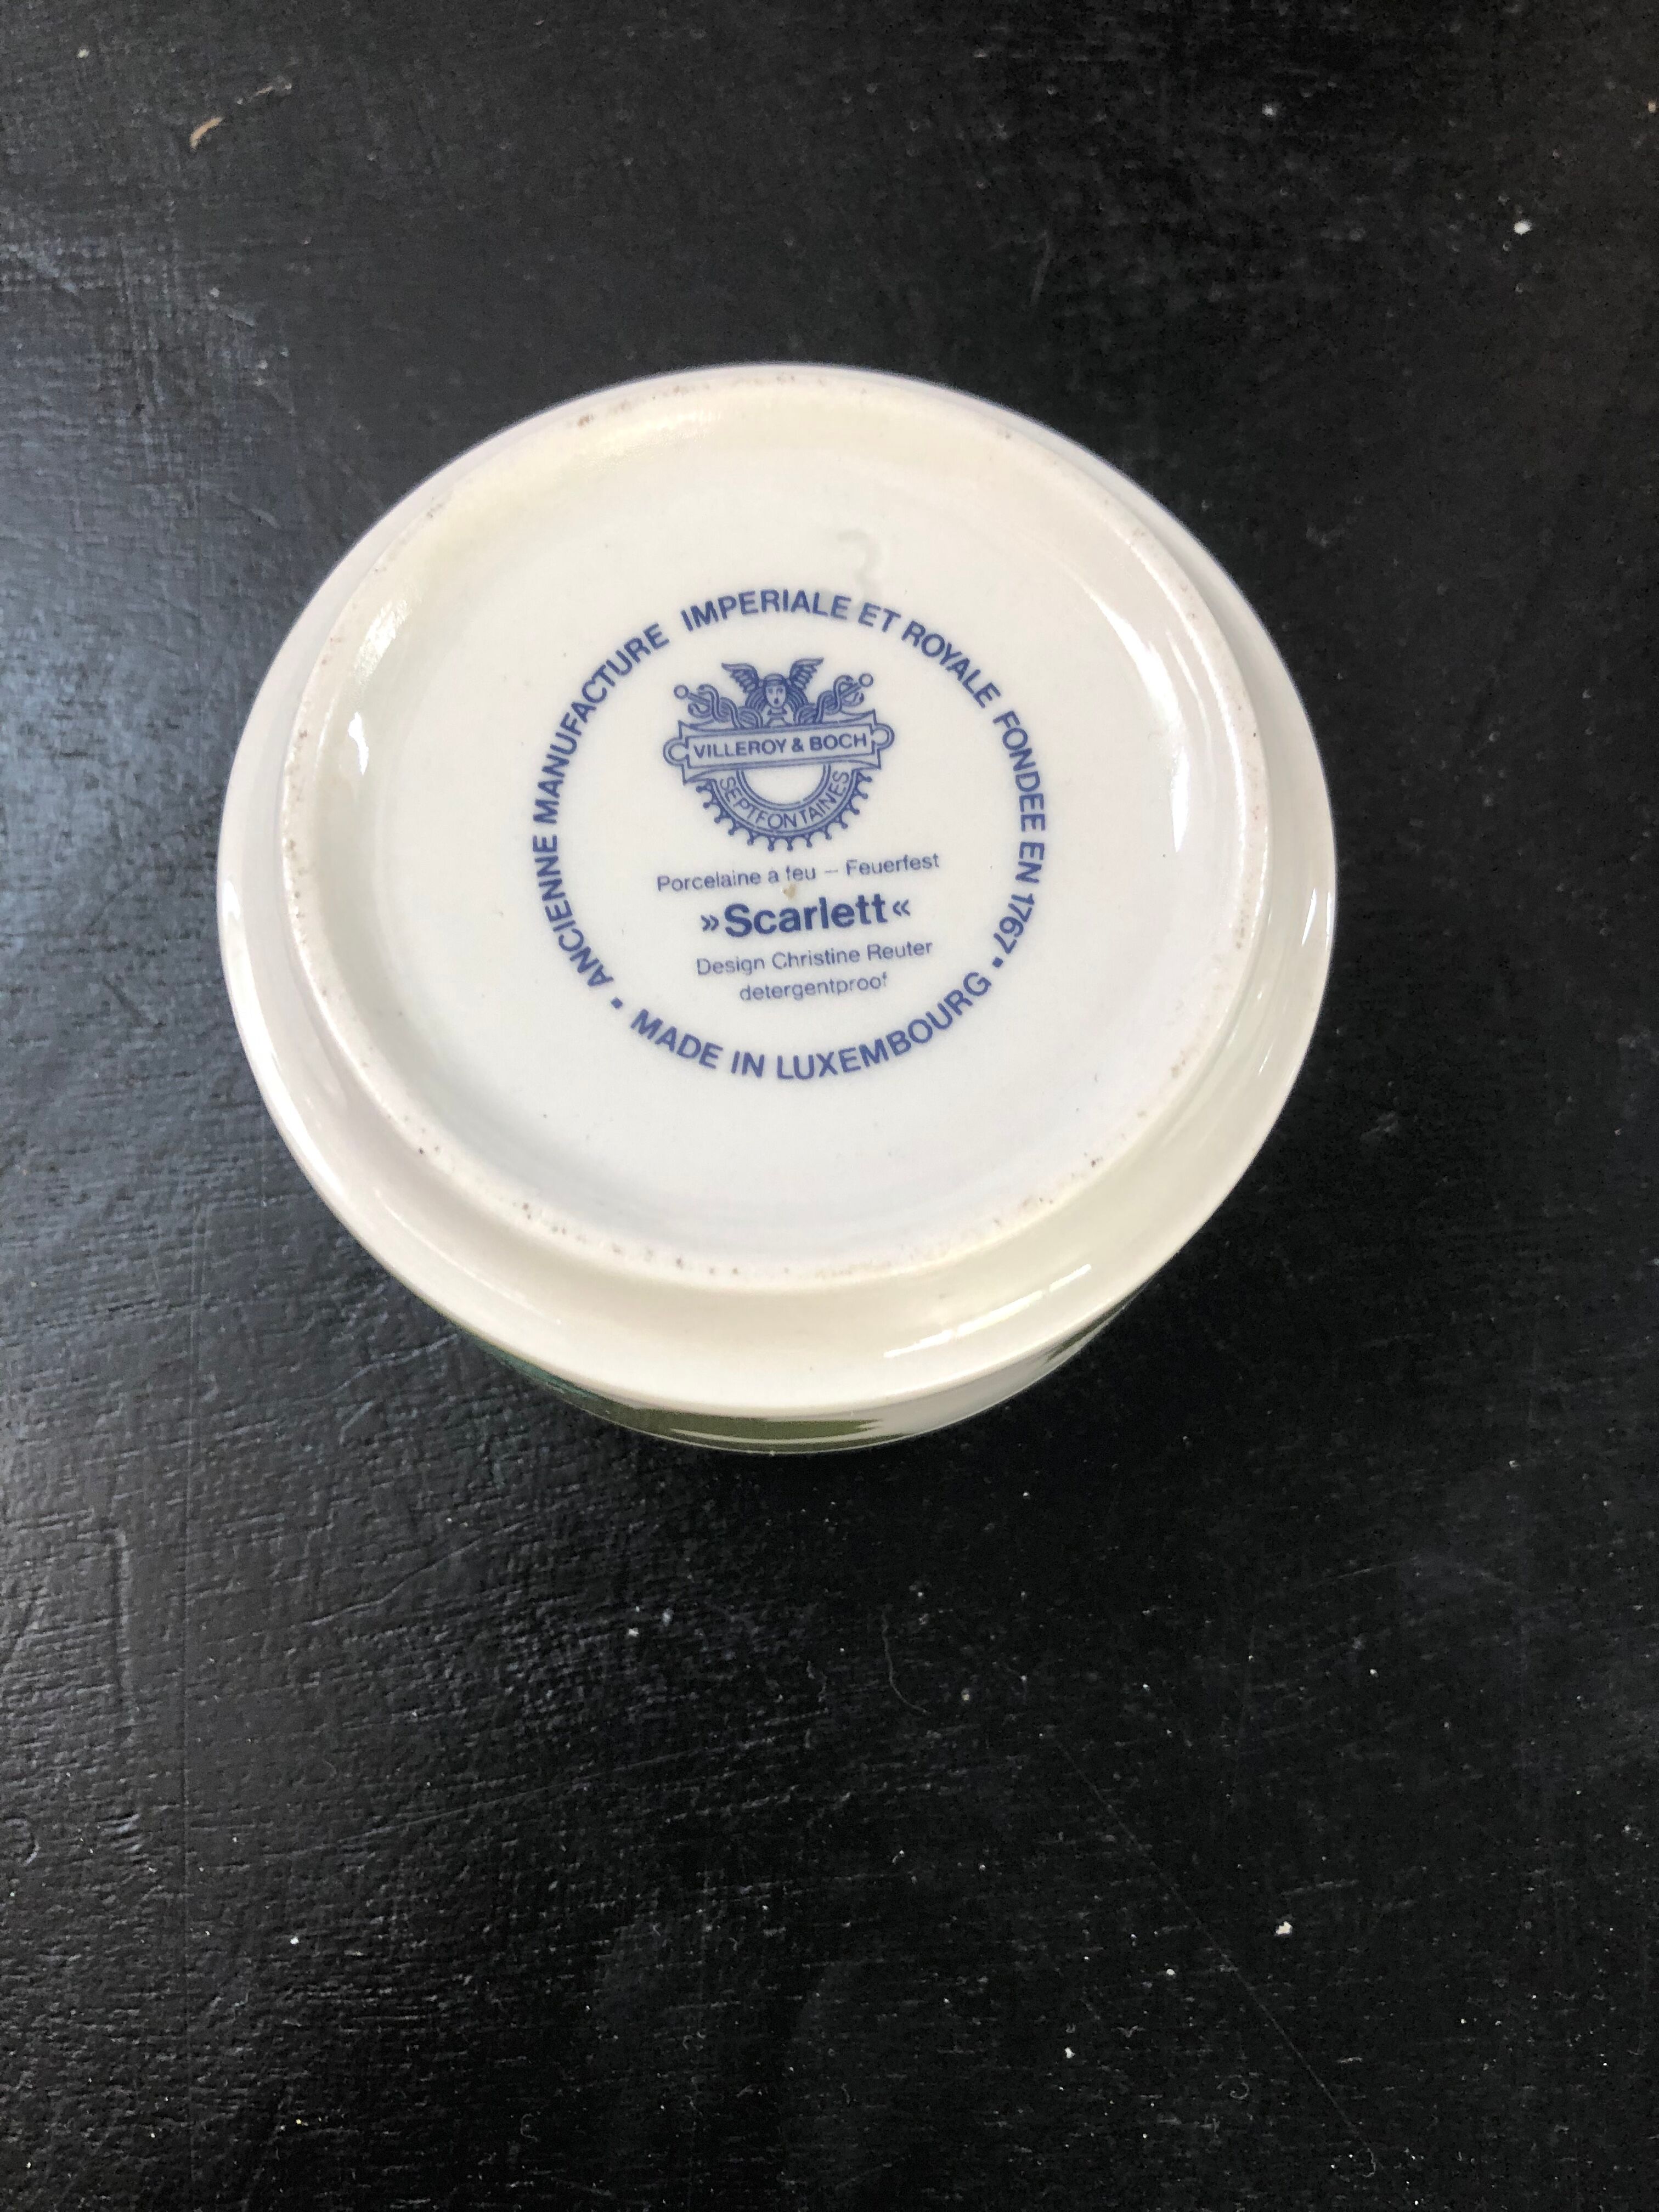 ANCIENNE MANUFACTURE IMPERIALE ET ROYALE FONDEE EN 1767 •
VILLEROY & BOCH
SEPTFONTAINES
Porcelaine à feu – Feuerfest
»Scarlett«
Design Christine Reuter
detergentproof
• MADE IN LUXEMBOURG